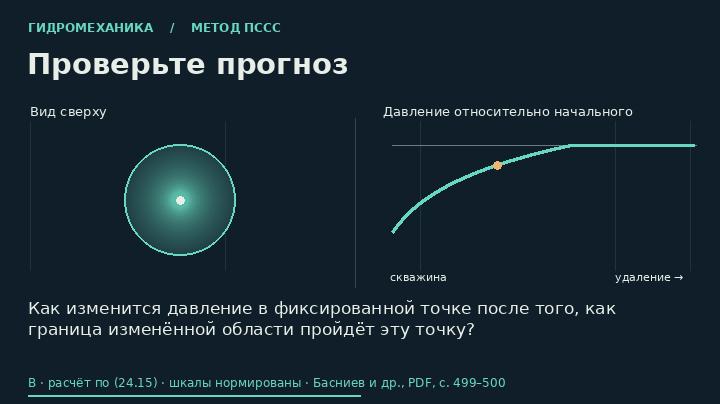 ГИДРОМЕХАНИКА / МЕТОД ПССС
Проверьте прогноз
Вид сверху
Давление относительно начального
скважина
удаление →
Как изменится давление в фиксированной точке после того, как
граница изменённой области пройдёт эту точку?
В · расчёт по (24.15) · шкалы нормированы · Басниев и др., PDF, с. 499–500